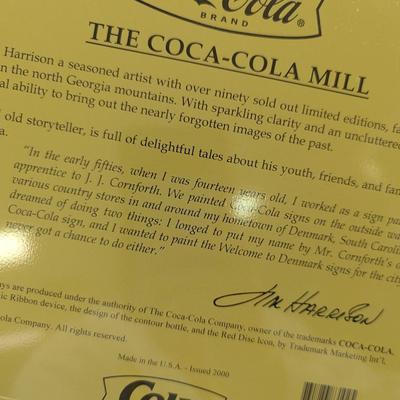 Cola®
BRAND
THE COCA-COLA MILL
Harrison a seasoned artist with over ninety sold out limited editions,
the north Georgia mountains. With sparkling clarity and an uncluttered
ability to bring out the nearly forgotten images of the past.
old storyteller, is full of delightful tales about his youth, friends, and
"In the early fifties, when I was fourteen years old, I worked as a sign
apprentice to J. J. Cornforth. We painted Coca-Cola signs on the outside
various country stores in and around my hometown of Denmark, South
dreamed of doing two things: I longed to put my name by Mr. Cornforth's
Coca-Cola sign, and I wanted to paint the Welcome to Denmark signs for the
never got a chance to do either."
JIM HARRISON
are produced under the authority of The Coca-Cola Company, owner of the trademarks COCA-COLA.
Ribbon device, the design of the contour bottle, and the Red Disc Icon, by Trademark Marketing Int'l.
Company. All rights reserved.
Made in the U.S.A. - Issued 2000